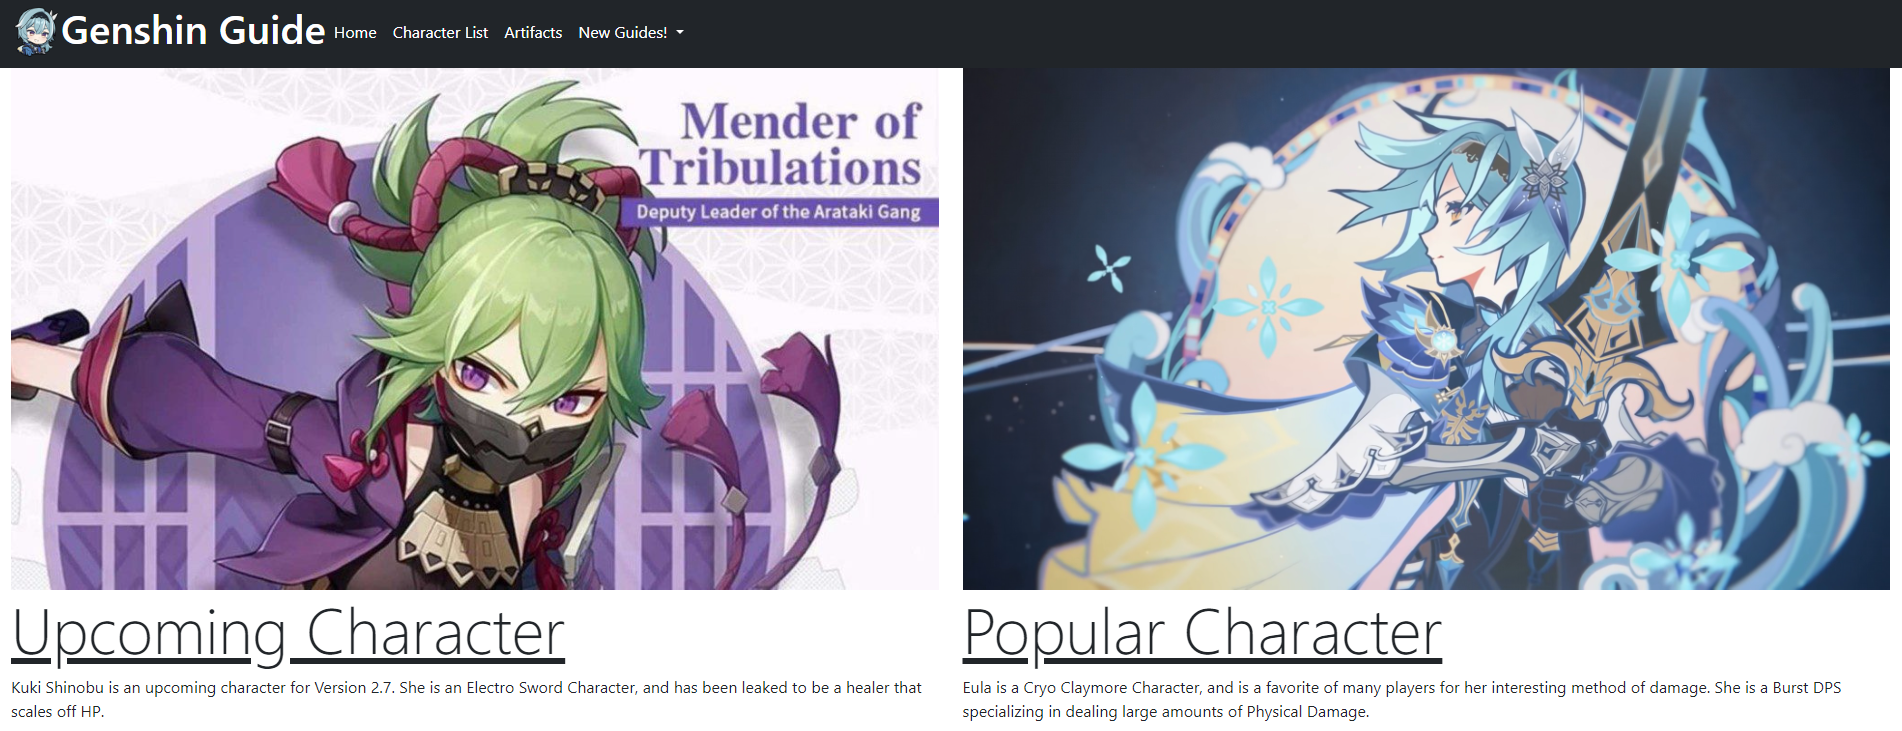 Genshin Guide Home Character List Artifacts New Guides!
Mender of
Tribulations
Deputy Leader of the Arataki Gang
Upcoming Character
Kuki Shinobu is an upcoming character for Version 2.7. She is an Electro Sword Character, and has been leaked to be a healer that
scales off HP.
Popular Character
Eula is a Cryo Claymore Character, and is a favorite of many players for her interesting method of damage. She is a Burst DPS
specializing in dealing large amounts of Physical Damage.